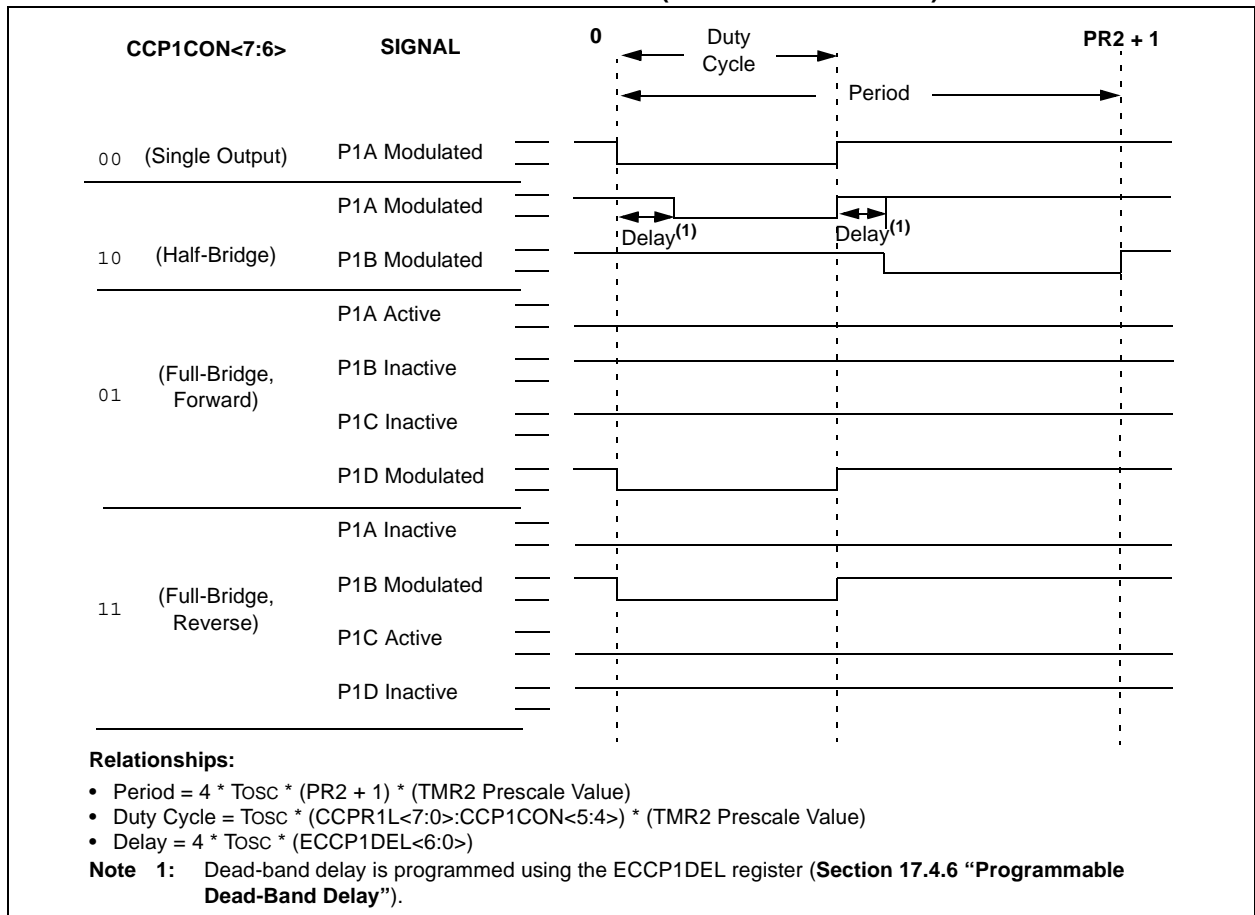 CCP1CON<7:6> SIGNAL 0 Duty Cycle PR2 + 1
Period
00 (Single Output) P1A Modulated
P1A Modulated
Delay(1) Delay(1)
10 (Half-Bridge) P1B Modulated
P1A Active
01 (Full-Bridge, Forward) P1B Inactive
P1C Inactive
P1D Modulated
P1A Inactive
11 (Full-Bridge, Reverse) P1B Modulated
P1C Active
P1D Inactive
Relationships:
• Period = 4 * TOSC * (PR2 + 1) * (TMR2 Prescale Value)
• Duty Cycle = TOSC * (CCPR1L<7:0>:CCP1CON<5:4>) * (TMR2 Prescale Value)
• Delay = 4 * TOSC * (ECCP1DEL<6:0>)
Note 1: Dead-band delay is programmed using the ECCP1DEL register (Section 17.4.6 “Programmable
Dead-Band Delay”).